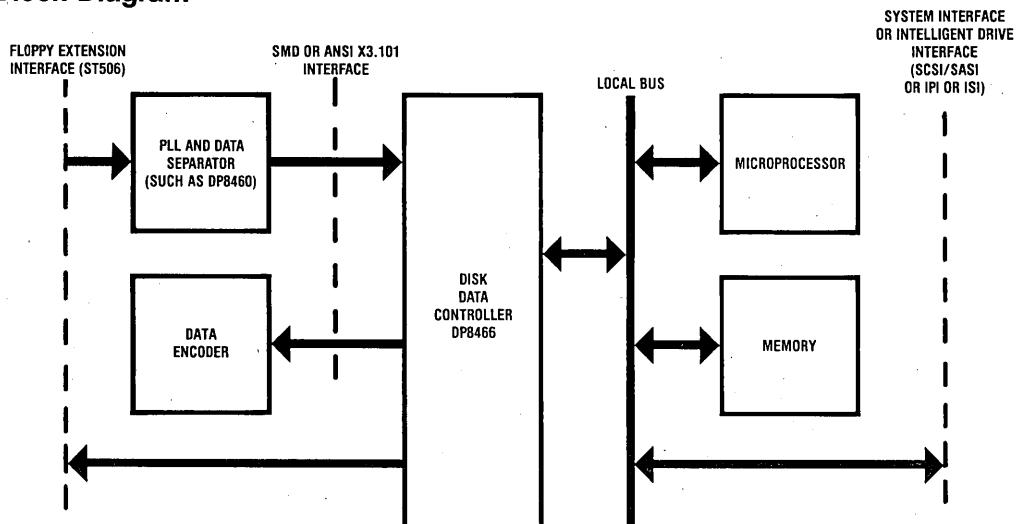 SYSTEM INTERFACE
OR INTELLIGENT DRIVE
INTERFACE
(SCSI/SASI
OR IPI OR ISI)
FLOPPY EXTENSION
INTERFACE (ST506)
SMD OR ANSI X3.101
INTERFACE
LOCAL BUS
PLL AND DATA
SEPARATOR
(SUCH AS DP8460)
MICROPROCESSOR
DISK
DATA
CONTROLLER
DP8466
DATA
ENCODER
MEMORY